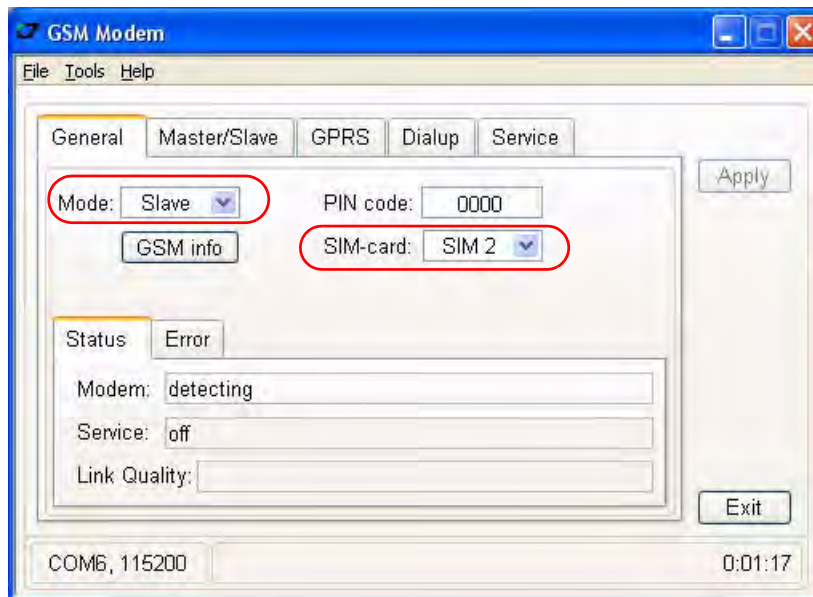 GSM Modem
File Tools Help
General Master/Slave GPRS Dialup Service
Apply
Mode: Slave PIN code: 0000
GSM info SIM-card: SIM 2
Status Error
Modem: detecting
Service: off
Link Quality:
Exit
COM6, 115200 0:01:17